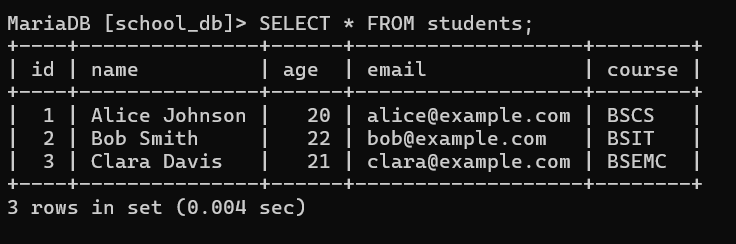 MariaDB [school_db]> SELECT * FROM students;
+----+---------------+------+-------------------+--------+
| id | name          | age  | email             | course |
+----+---------------+------+-------------------+--------+
|  1 | Alice Johnson |   20 | alice@example.com | BSCS   |
|  2 | Bob Smith     |   22 | bob@example.com   | BSIT   |
|  3 | Clara Davis   |   21 | clara@example.com | BSEMC  |
+----+---------------+------+-------------------+--------+
3 rows in set (0.004 sec)